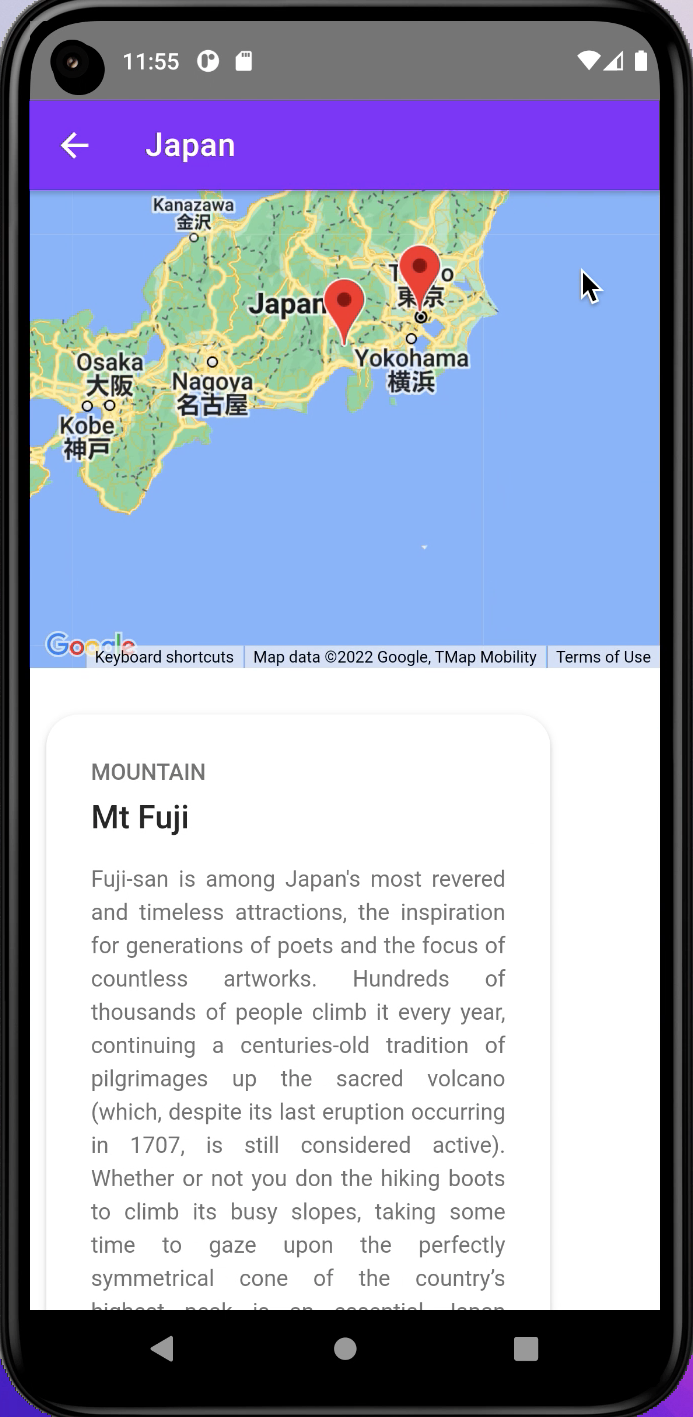 11:55
Japan
Kanazawa
金沢
Japan
東京
Osaka
大阪
Nagoya
名古屋
Yokohama
横浜
Kobe
神戸
Google
Keyboard shortcuts
Map data ©2022 Google, TMap Mobility
Terms of Use
MOUNTAIN
Mt Fuji
Fuji-san is among Japan's most revered
and timeless attractions, the inspiration
for generations of poets and the focus of
countless artworks. Hundreds of
thousands of people climb it every year,
continuing a centuries-old tradition of
pilgrimages up the sacred volcano
(which, despite its last eruption occurring
in 1707, is still considered active).
Whether or not you don the hiking boots
to climb its busy slopes, taking some
time to gaze upon the perfectly
symmetrical cone of the country’s
highest peak is an essential Japan